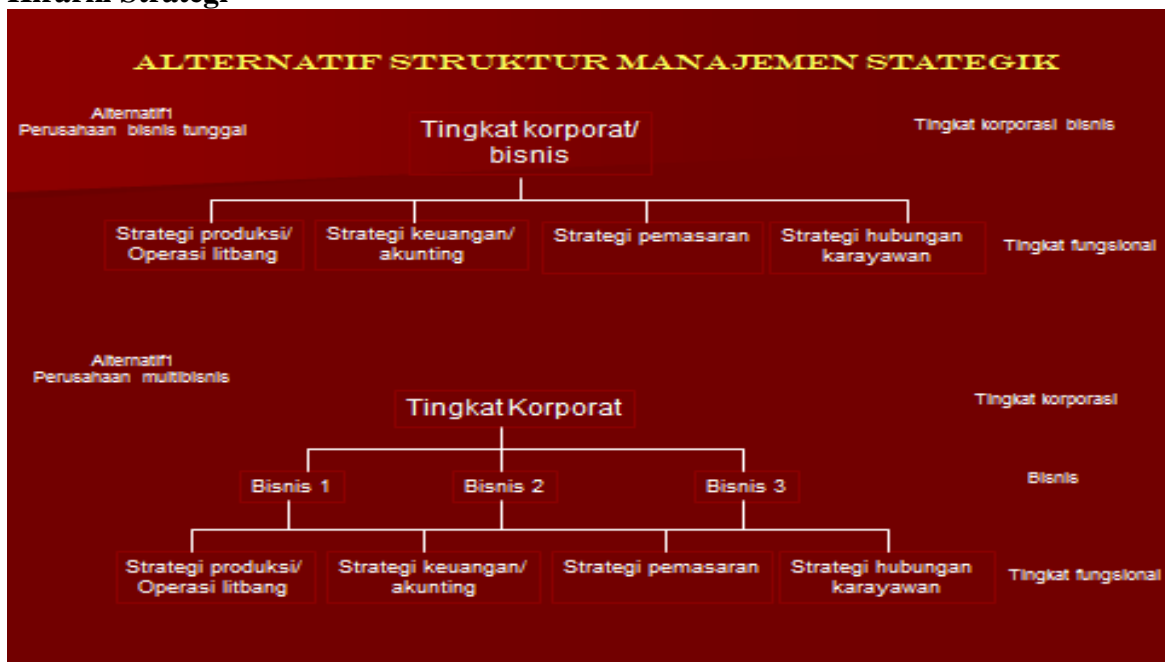 ALTERNATIF STRUKTUR MANAJEMEN STATEGIK
Alternatif1
Perusahaan bisnis tunggal
Tingkat korporat/
bisnis
Tingkat korporasi bisnis
Strategi produksi/
Operasi litbang
Strategi keuangan/
akunting
Strategi pemasaran
Strategi hubungan
karayawan
Tingkat fungsional
Alternatif1
Perusahaan multibisnis
Tingkat Korporat
Tingkat korporasi
Bisnis 1
Bisnis 2
Bisnis 3
Bisnis
Strategi produksi/
Operasi litbang
Strategi keuangan/
akunting
Strategi pemasaran
Strategi hubungan
karayawan
Tingkat fungsional